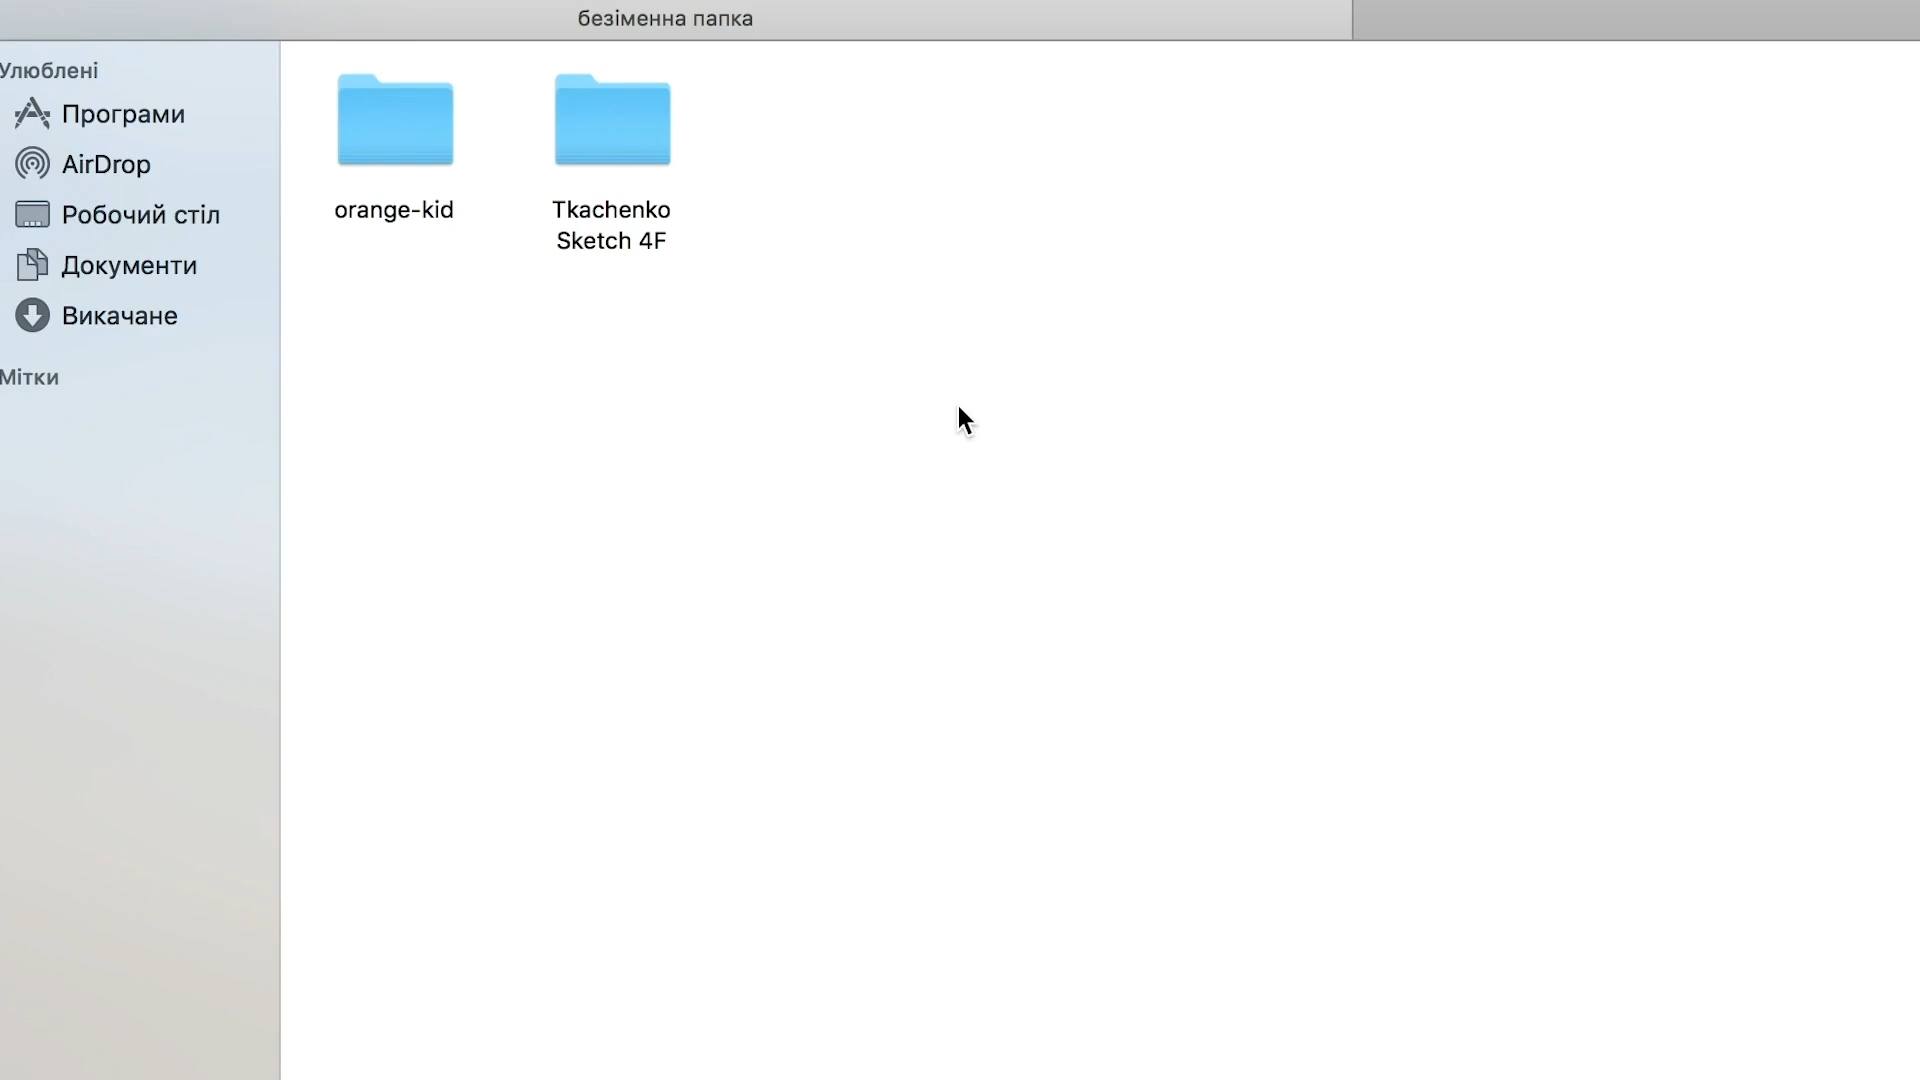 безіменна папка
Улюблені
Програми
AirDrop
Робочий стіл
Документи
Викачане
Мітки
orange-kid
Tkachenko
Sketch 4F